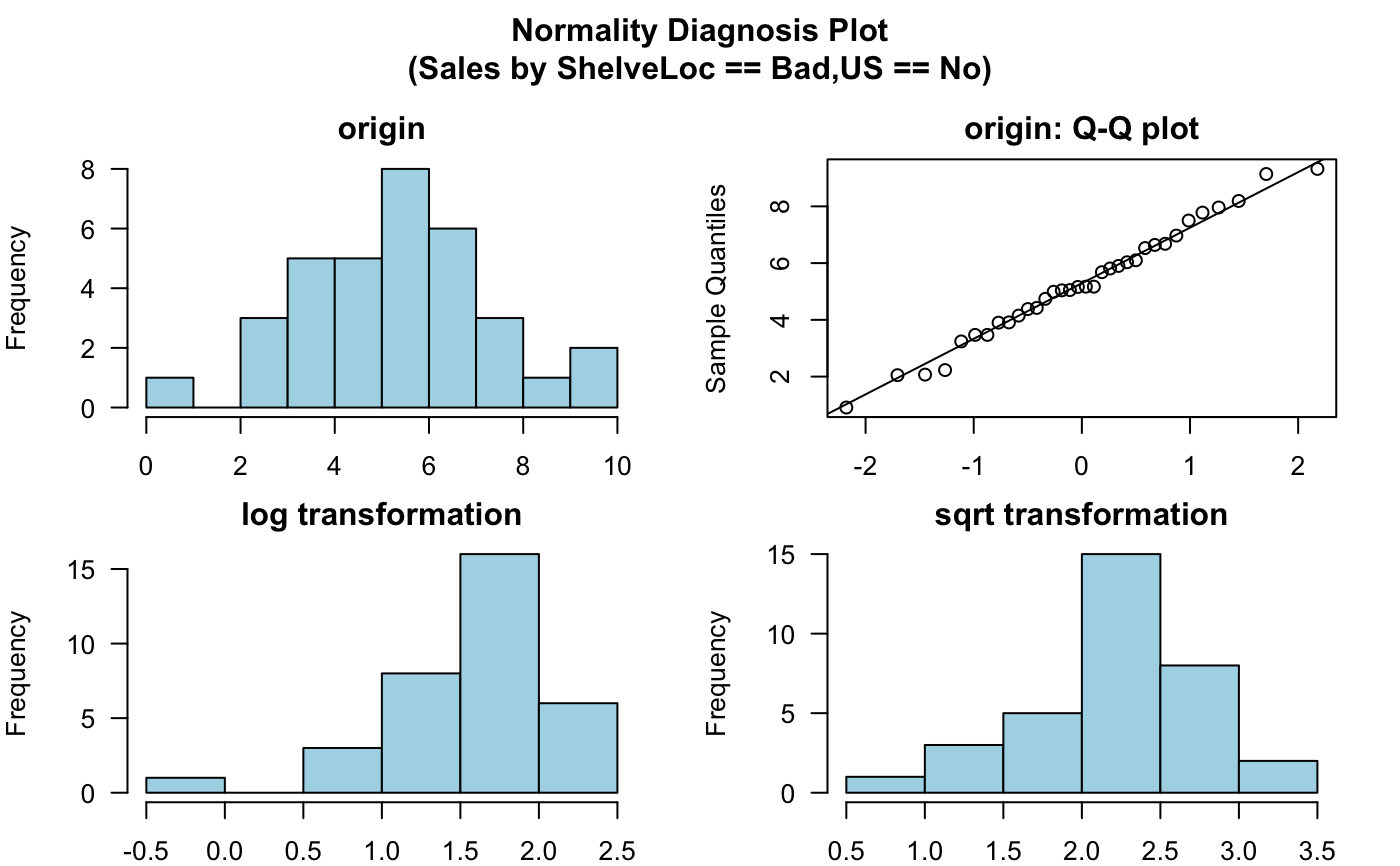 Normality Diagnosis Plot
(Sales by ShelveLoc == Bad,US == No)
origin
Frequency
8
6
4
2
0
0 2 4 6 8 10
origin: Q-Q plot
Sample Quantiles
8
6
4
2
-2 -1 0 1 2
log transformation
Frequency
15
10
5
0
-0.5 0.0 0.5 1.0 1.5 2.0 2.5
sqrt transformation
Frequency
15
10
5
0
0.5 1.0 1.5 2.0 2.5 3.0 3.5